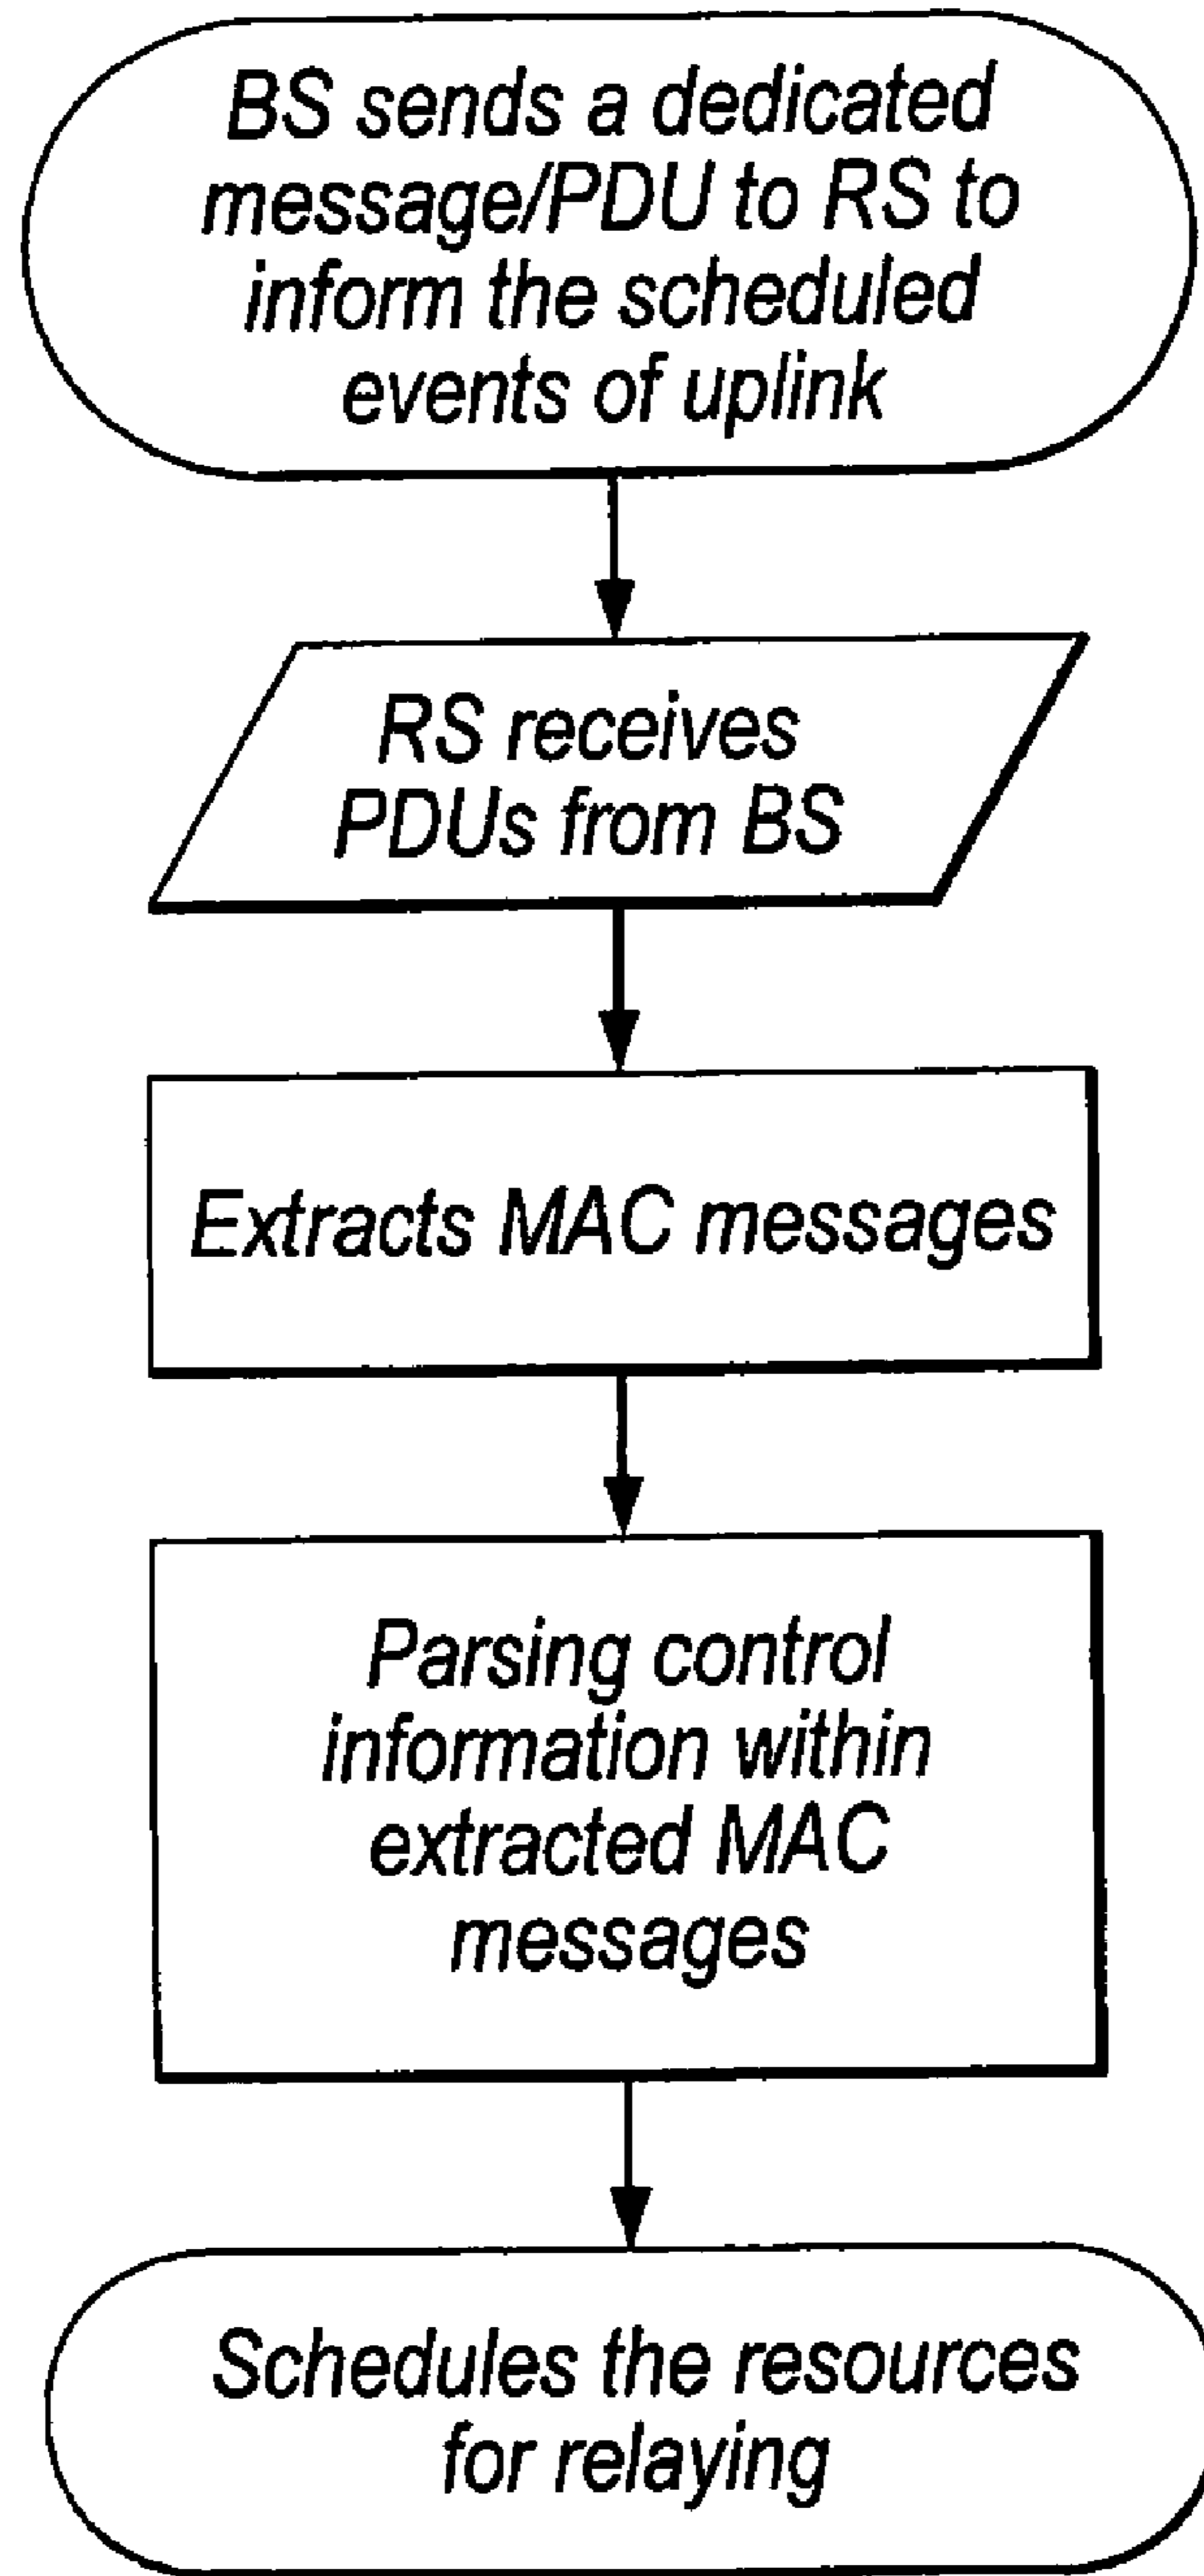 BS sends a dedicated
message/PDU to RS to
inform the scheduled
events of uplink
RS receives
PDUs from BS
Extracts MAC messages
Parsing control
information within
extracted MAC
messages
Schedules the resources
for relaying